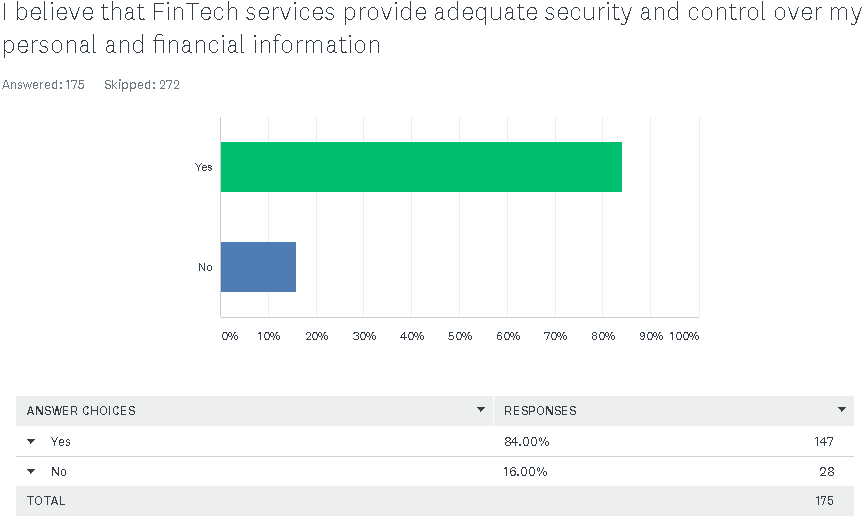 I believe that FinTech services provide adequate security and control over my
personal and financial information
Answered: 175 Skipped: 272
Yes
No
0% 10% 20% 30% 40% 50% 60% 70% 80% 90% 100%
ANSWER CHOICES RESPONSES
Yes 84.00% 147
No 16.00% 28
TOTAL 175